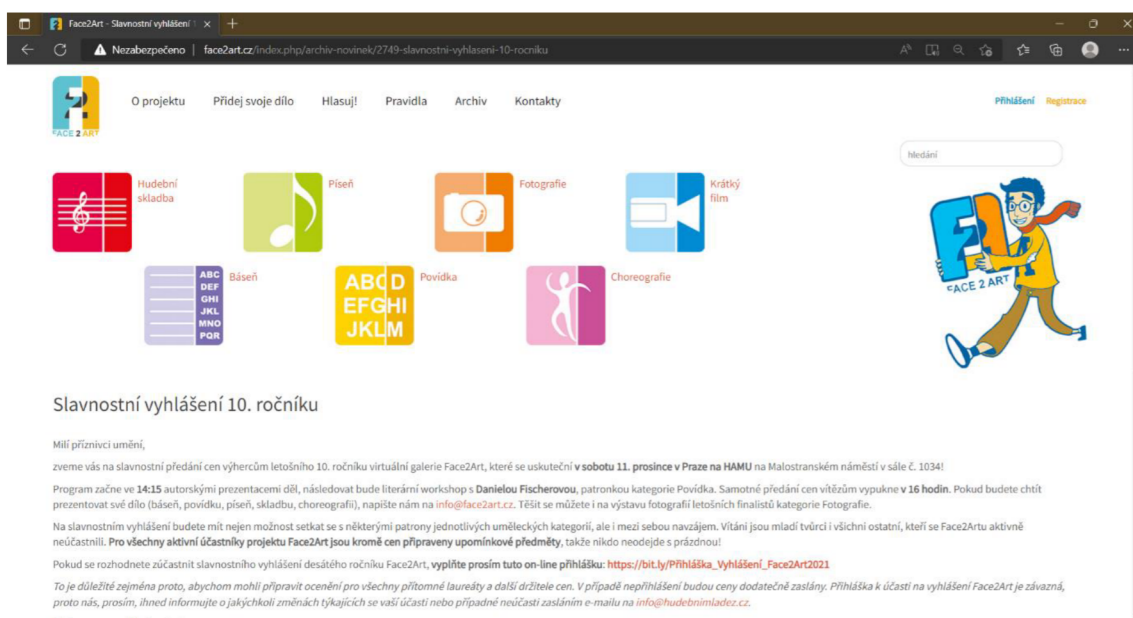 Face2Art - Slavnostní vyhlášení 1
Nezabezpečeno | face2art.cz/index.php/archiv-novinek/2749-slavnostni-vyhlaseni-10-rocniku
FACE 2 ART
O projektu Přidej svoje dílo Hlasuj! Pravidla Archiv Kontakty
Přihlášení Registrace
hledání
Hudební
skladba
Píseň
Fotografie
Krátký
film
ABC
DEF
GHI
JKL
MNO
PQR
Báseň
ABCD
EFGHI
JKLM
Povídka
Choreografie
FACE 2 ART
Slavnostní vyhlášení 10. ročníku
Milí příznivci umění,
zveme vás na slavnostní předání cen výhercům letošního 10. ročníku virtuální galerie Face2Art, které se uskuteční v sobotu 11. prosince v Praze na HAMU na Malostranském náměstí v sále č. 1034!
Program začne ve 14:15 autorskými prezentacemi děl, následovat bude literární workshop s Danielou Fischerovou, patronkou kategorie Povídka. Samotné předání cen vítězům vypukne v 16 hodin. Pokud budete chtít
prezentovat své dílo (báseň, povídku, píseň, skladbu, choreografii), napište nám na info@face2art.cz. Těšit se můžete i na výstavu fotografií letošních finalistů kategorie Fotografie.
Na slavnostním vyhlášení budete mít nejen možnost setkat se s některými patrony jednotlivých uměleckých kategorií, ale i mezi sebou navzájem. Vítáni jsou mladí tvůrci i všichni ostatní, kteří se Face2Artu aktivně
neúčastnili. Pro všechny aktivní účastníky projektu Face2Art jsou kromě cen připraveny upomínkové předměty, takže nikdo neodejde s prázdnou!
Pokud se rozhodnete zúčastnit slavnostního vyhlášení desátého ročníku Face2Art, vyplňte prosím tuto on-line přihlášku: https://bit.ly/Přihláška_Vyhlášení_Face2Art2021
To je důležité zejména proto, abychom mohli připravit ocenění pro všechny přítomné laureáty a další držitele cen. V případě nepřihlášení budou ceny dodatečně zaslány. Přihláška k účasti na vyhlášení Face2Art je závazná,
proto nás, prosím, ihned informujte o jakýchkoli změnách týkajících se vaší účasti nebo případné neúčasti zasláním e-mailu na info@hudebnimladez.cz.